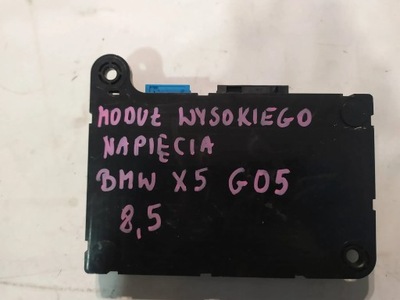 MODUŁ WYSOKIEGO
NAPIĘCIA
BMW X5 G05
8,5